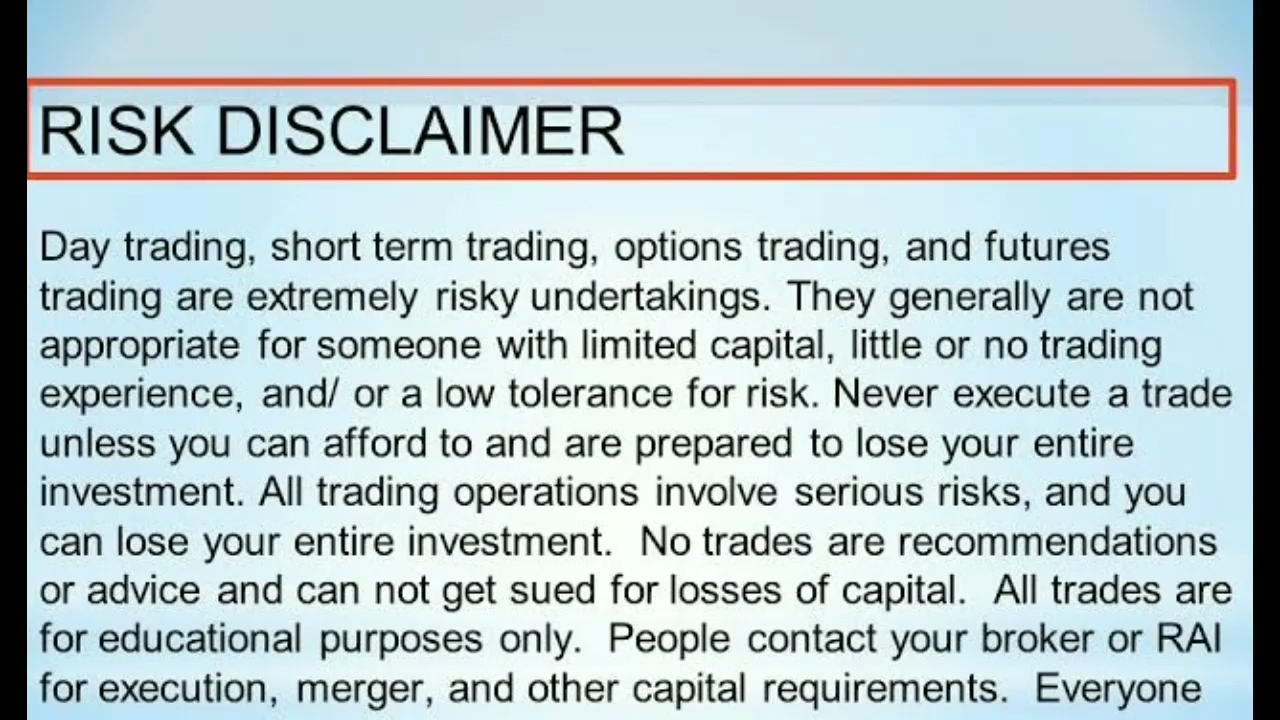 RISK DISCLAIMER
Day trading, short term trading, options trading, and futures
trading are extremely risky undertakings. They generally are not
appropriate for someone with limited capital, little or no trading
experience, and/ or a low tolerance for risk. Never execute a trade
unless you can afford to and are prepared to lose your entire
investment. All trading operations involve serious risks, and you
can lose your entire investment. No trades are recommendations
or advice and can not get sued for losses of capital. All trades are
for educational purposes only. People contact your broker or RAI
for execution, merger, and other capital requirements. Everyone